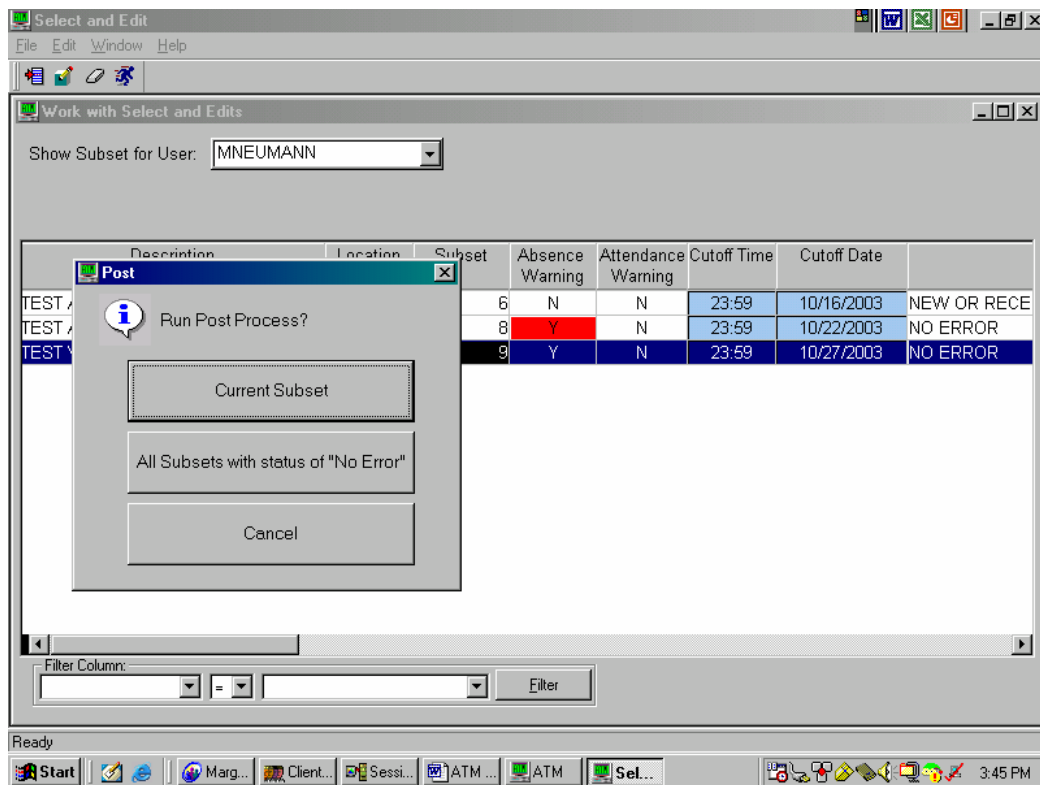 Select and Edit
File Edit Window Help
Work with Select and Edits
Show Subset for User: MNEUMANN
Description Location Subset Absence Warning Attendance Warning Cutoff Time Cutoff Date
TEST 6 N N 23:59 10/16/2003 NEW OR RECE
TEST 8 Y N 23:59 10/22/2003 NO ERROR
TEST 9 Y N 23:59 10/27/2003 NO ERROR
Post
Run Post Process?
Current Subset
All Subsets with status of "No Error"
Cancel
Filter Column:
= Filter
Ready
Start Marg... Client... Sessi... ATM ... ATM Sel... 3:45 PM